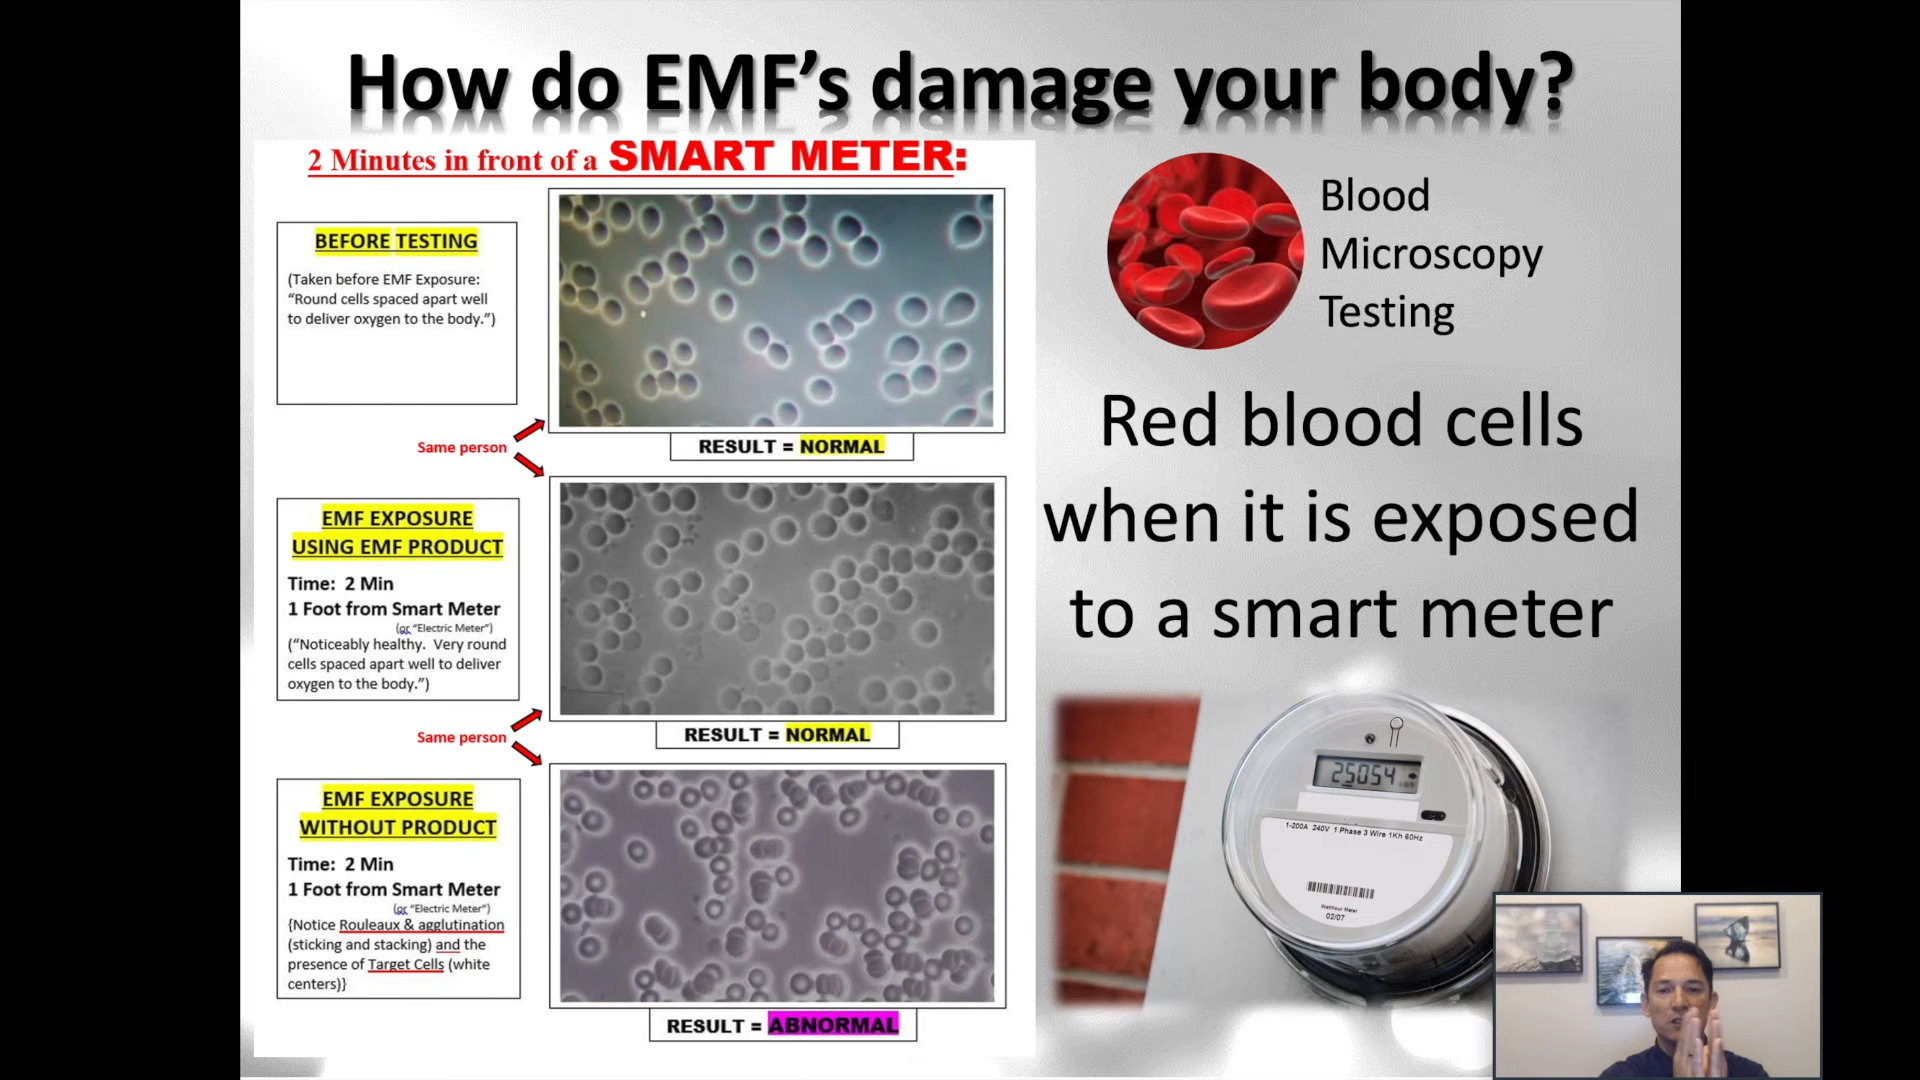 How do EMF’s damage your body?
2 Minutes in front of a SMART METER:
BEFORE TESTING
(Taken before EMF Exposure:
“Round cells spaced apart well
to deliver oxygen to the body.”)
RESULT = NORMAL
Same person
EMF EXPOSURE
USING EMF PRODUCT
Time: 2 Min
1 Foot from Smart Meter
(or “Electric Meter”)
(“Noticeably healthy. Very round
cells spaced apart well to deliver
oxygen to the body.”)
RESULT = NORMAL
Same person
EMF EXPOSURE
WITHOUT PRODUCT
Time: 2 Min
1 Foot from Smart Meter
(or “Electric Meter”)
{Notice Rouleaux & agglutination
(sticking and stacking) and the
presence of Target Cells (white
centers)}
RESULT = ABNORMAL
Blood
Microscopy
Testing
Red blood cells
when it is exposed
to a smart meter
25054
1-200A 240V 1 Phase 3 Wire 1Kh 60Hz
Watthour Meter
02/07